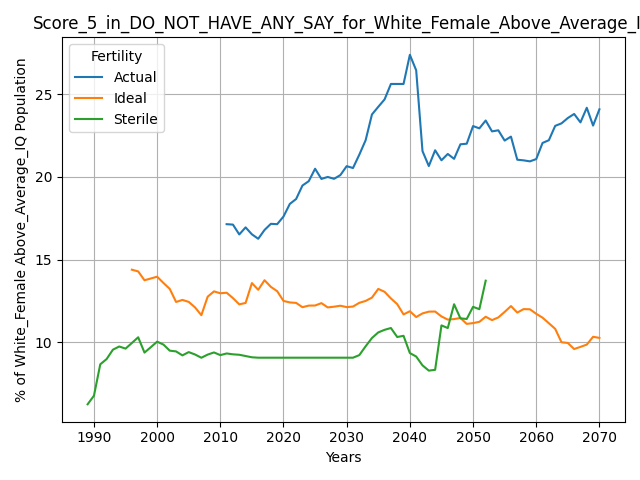 Score_5_in_DO_NOT_HAVE_ANY_SAY_for_White_Female_Above_Average_I
Fertility
Actual
Ideal
Sterile
% of White_Female Above_Average_IQ Population
25
20
15
10
1990 2000 2010 2020 2030 2040 2050 2060 2070
Years